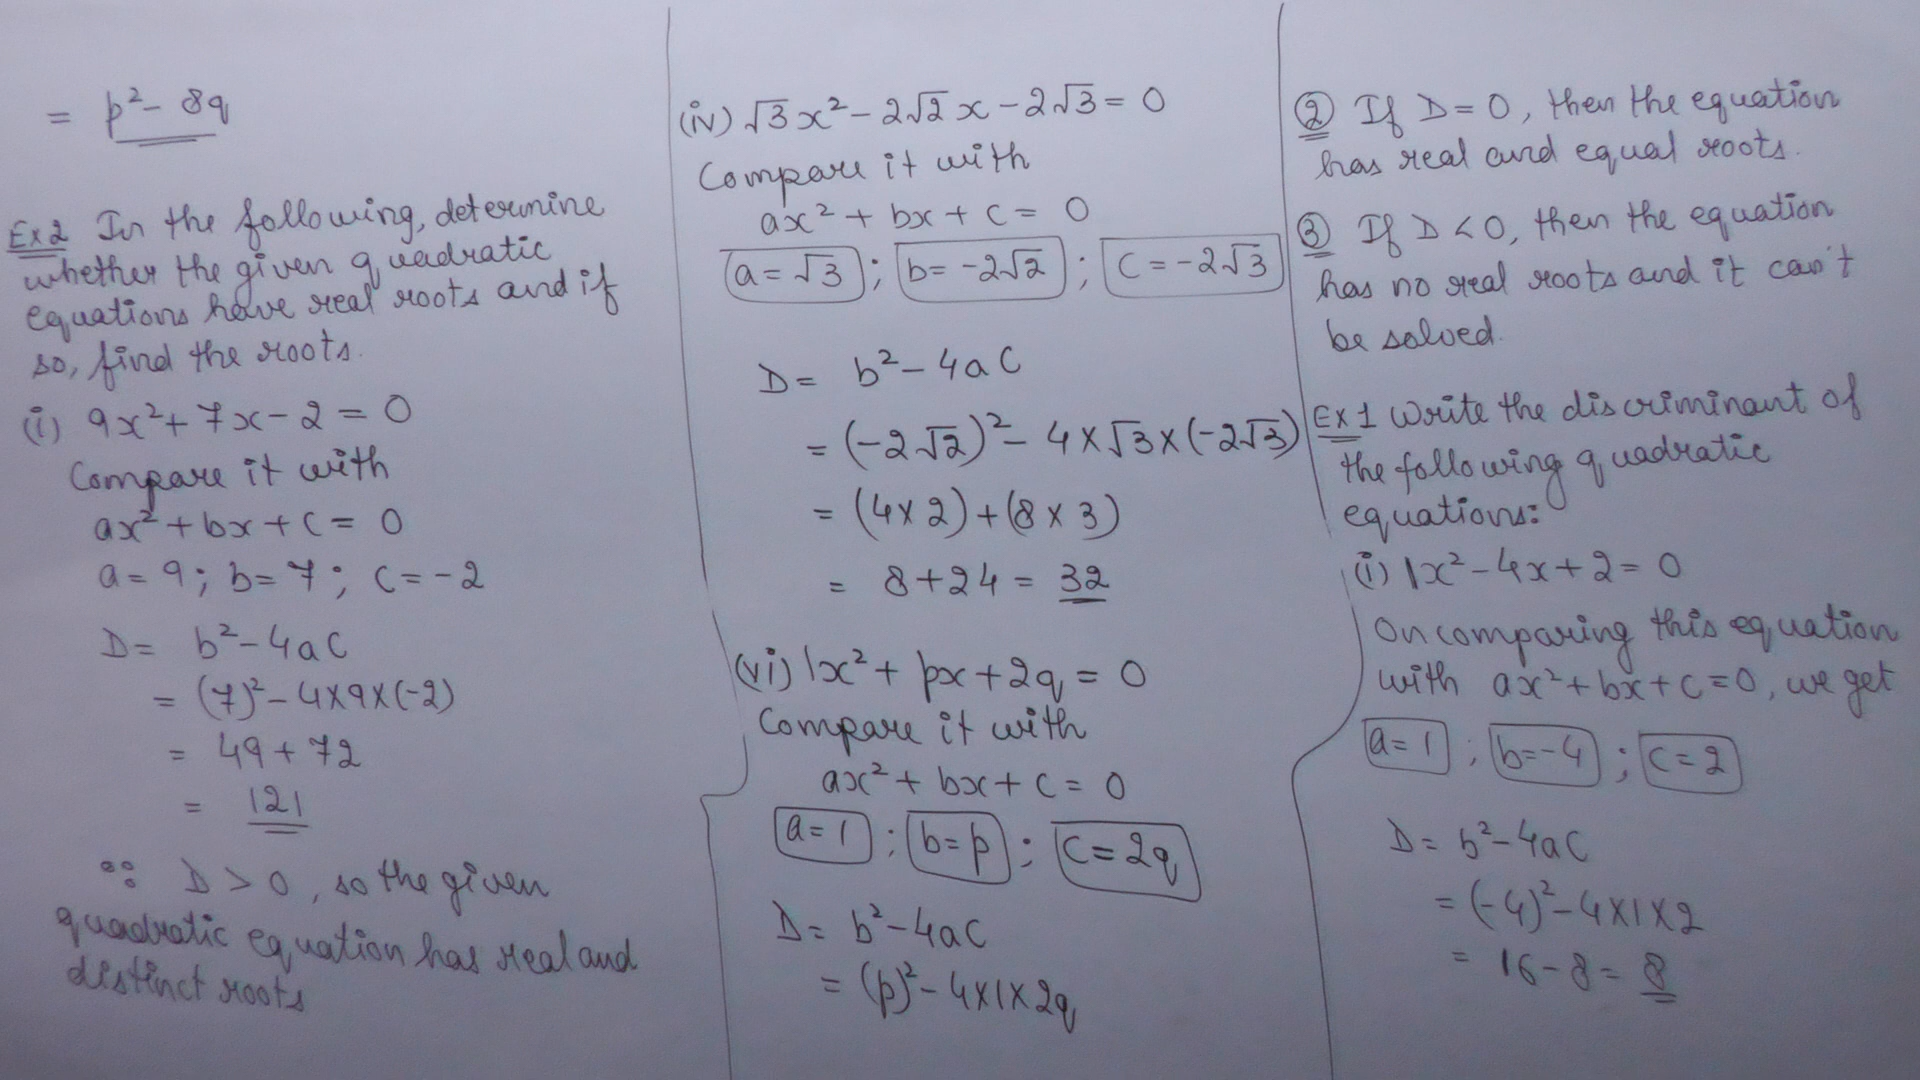 = p² - 8q
Ex2 In the following, determine
whether the given quadratic
equations have real roots and if
so, find the roots.
(i) 9x² + 7x - 2 = 0
Compare it with
ax² + bx + c = 0
a = 9 ; b = 7 ; c = -2
D = b² - 4ac
= (7)² - 4×9×(-2)
= 49 + 72
= 121
∵ D > 0, so the given
quadratic equation has real and
distinct roots
(iv) √3x² - 2√2x - 2√3 = 0
Compare it with
ax² + bx + c = 0
a = √3 ; b = -2√2 ; c = -2√3
D = b² - 4ac
= (-2√2)² - 4×√3×(-2√3)
= (4×2) + (8×3)
= 8 + 24 = 32
(vi) 1x² + px + 2q = 0
Compare it with
ax² + bx + c = 0
a = 1 ; b = p ; c = 2q
D = b² - 4ac
= (p)² - 4×1×2q
② If D = 0, then the equation
has real and equal roots.
③ If D < 0, then the equation
has no real roots and it can't
be solved.
Ex1 Write the discriminant of
the following quadratic
equations:
(i) 1x² - 4x + 2 = 0
On comparing this equation
with ax² + bx + c = 0, we get
a = 1 ; b = -4 ; c = 2
D = b² - 4ac
= (-4)² - 4×1×2
= 16 - 8 = 8